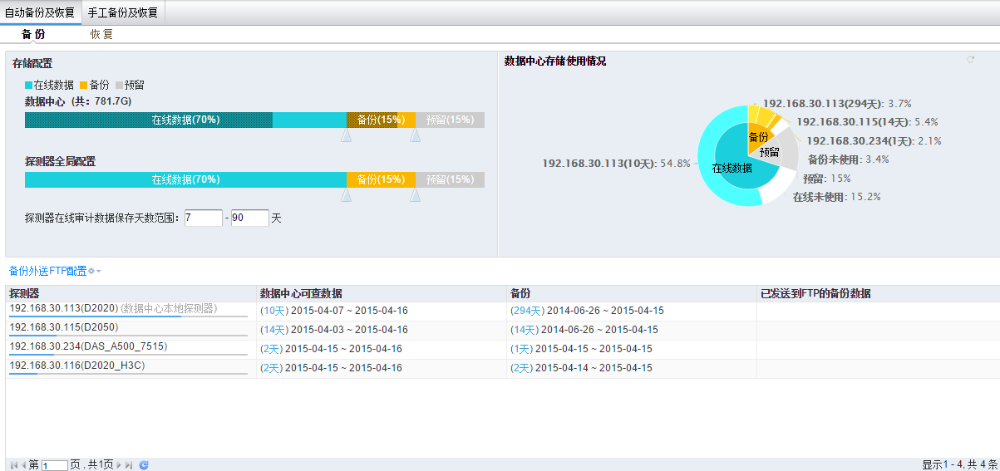 自动备份及恢复 手工备份及恢复
备份 恢复
存储配置
在线数据 备份 预留
数据中心（共：781.7G)
在线数据(70%) 备份(15%) 预留(15%)
探测器全局配置
在线数据(70%) 备份(15%) 预留(15%)
探测器在线审计数据保存天数范围： 7 - 90 天
数据中心存储使用情况
192.168.30.113(294天): 3.7%
192.168.30.115(14天): 5.4%
192.168.30.234(1天): 2.1%
备份未使用: 3.4%
预留: 15%
在线未使用: 15.2%
192.168.30.113(10天): 54.8%
备份
预留
在线数据
备份外送FTP配置
探测器 数据中心可查数据 备份 已发送到FTP的备份数据
192.168.30.113(D2020) (数据中心本地探测器) (10天) 2015-04-07 ~ 2015-04-16 (294天) 2014-06-26 ~ 2015-04-15
192.168.30.115(D2050) (14天) 2015-04-03 ~ 2015-04-16 (14天) 2014-06-26 ~ 2015-04-15
192.168.30.234(DAS_A500_7515) (2天) 2015-04-15 ~ 2015-04-16 (1天) 2015-04-15 ~ 2015-04-15
192.168.30.116(D2020_H3C) (2天) 2015-04-15 ~ 2015-04-16 (2天) 2015-04-14 ~ 2015-04-15
第 1 页 , 共1页 显示1 - 4, 共 4 条